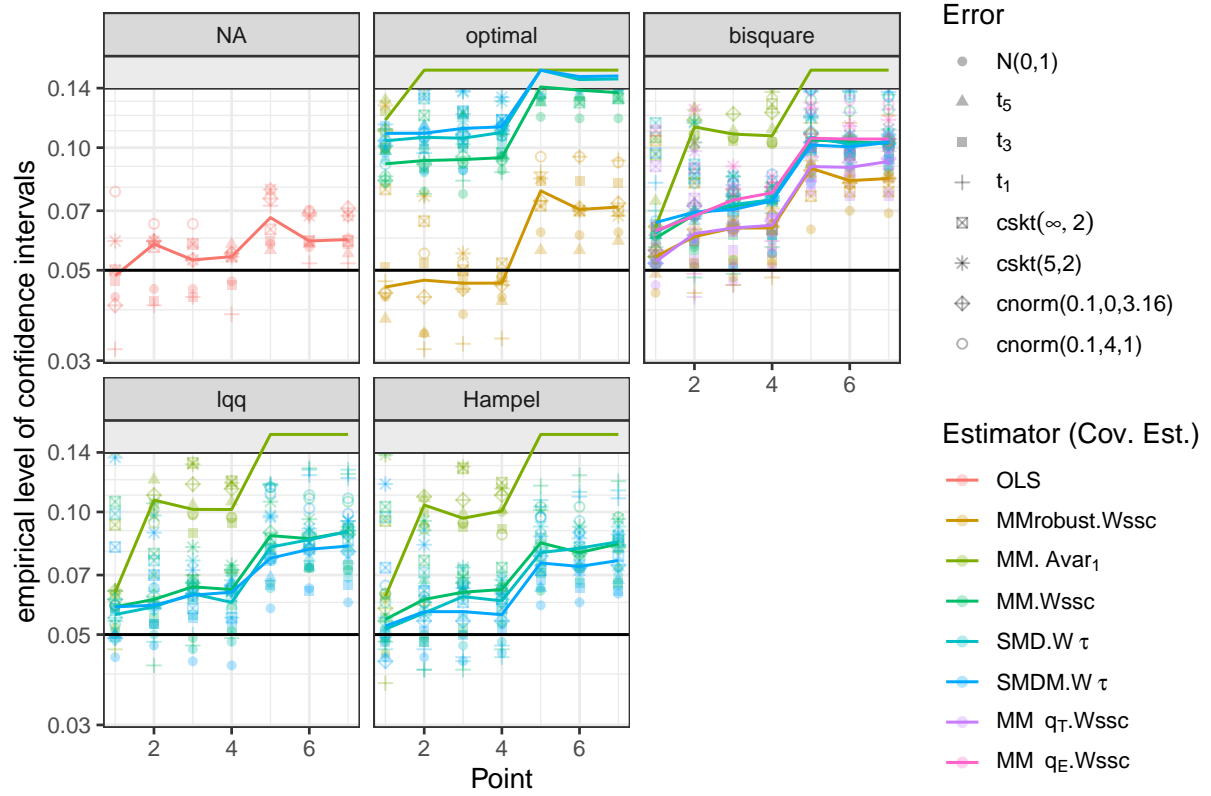 NA
optimal
bisquare
0.14
0.10
0.07
0.05
0.03
2
4
6
lqq
Hampel
0.14
0.10
0.07
0.05
0.03
2
4
6
2
4
6
Point
empirical level of confidence intervals
Error
N(0,1)
t5
t3
t1
cskt(∞, 2)
cskt(5,2)
cnorm(0.1,0,3.16)
cnorm(0.1,4,1)
Estimator (Cov. Est.)
OLS
MMrobust.Wssc
MM. Avar1
MM.Wssc
SMD.W τ
SMDM.W τ
MM qT.Wssc
MM qE.Wssc